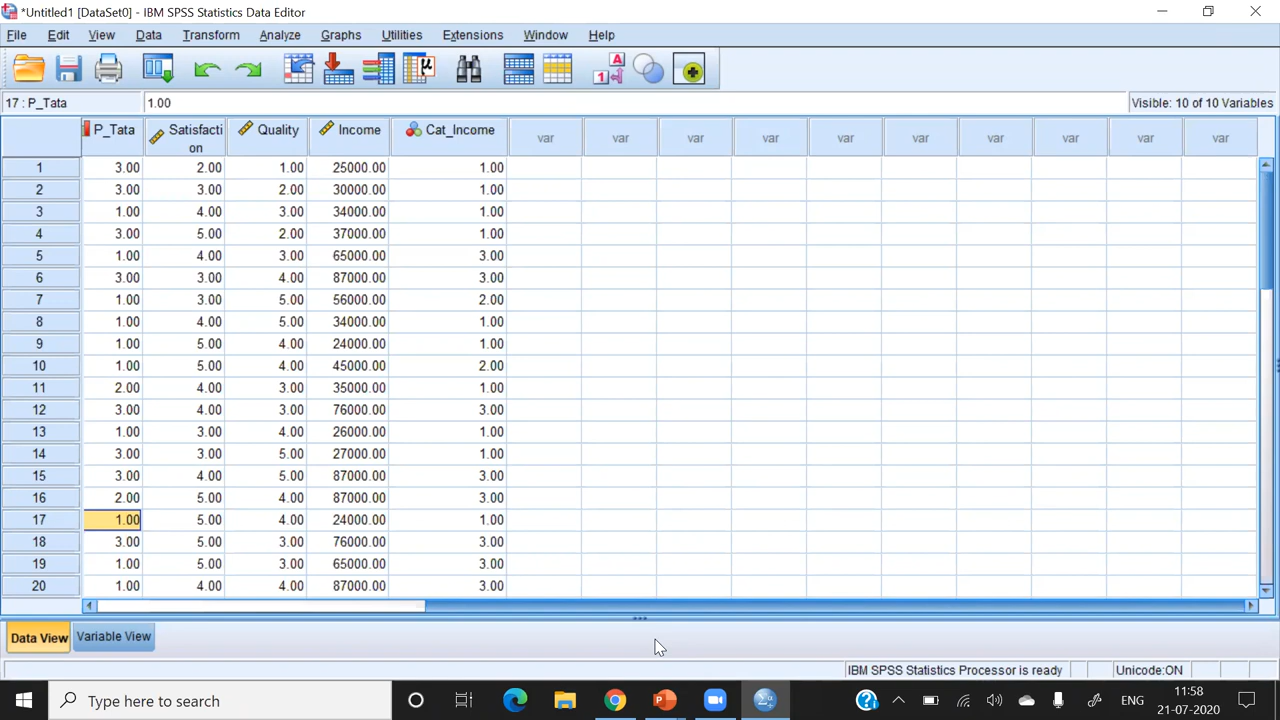 *Untitled1 [DataSet0] - IBM SPSS Statistics Data Editor
File Edit View Data Transform Analyze Graphs Utilities Extensions Window Help
17 : P_Tata 1.00 Visible: 10 of 10 Variables
P_Tata Satisfacti on Quality Income Cat_Income var var var var var var var var var var
1 3.00 2.00 1.00 25000.00 1.00
2 3.00 3.00 2.00 30000.00 1.00
3 1.00 4.00 3.00 34000.00 1.00
4 3.00 5.00 2.00 37000.00 1.00
5 1.00 4.00 3.00 65000.00 3.00
6 3.00 3.00 4.00 87000.00 3.00
7 1.00 3.00 5.00 56000.00 2.00
8 1.00 4.00 5.00 34000.00 1.00
9 1.00 5.00 4.00 24000.00 1.00
10 1.00 5.00 4.00 45000.00 2.00
11 2.00 4.00 3.00 35000.00 1.00
12 3.00 4.00 3.00 76000.00 3.00
13 1.00 3.00 4.00 26000.00 1.00
14 3.00 3.00 5.00 27000.00 1.00
15 3.00 4.00 5.00 87000.00 3.00
16 2.00 5.00 4.00 87000.00 3.00
17 1.00 5.00 4.00 24000.00 1.00
18 3.00 5.00 3.00 76000.00 3.00
19 1.00 5.00 3.00 65000.00 3.00
20 1.00 4.00 4.00 87000.00 3.00
Data View Variable View
IBM SPSS Statistics Processor is ready Unicode:ON
Type here to search ENG 11:58
21-07-2020